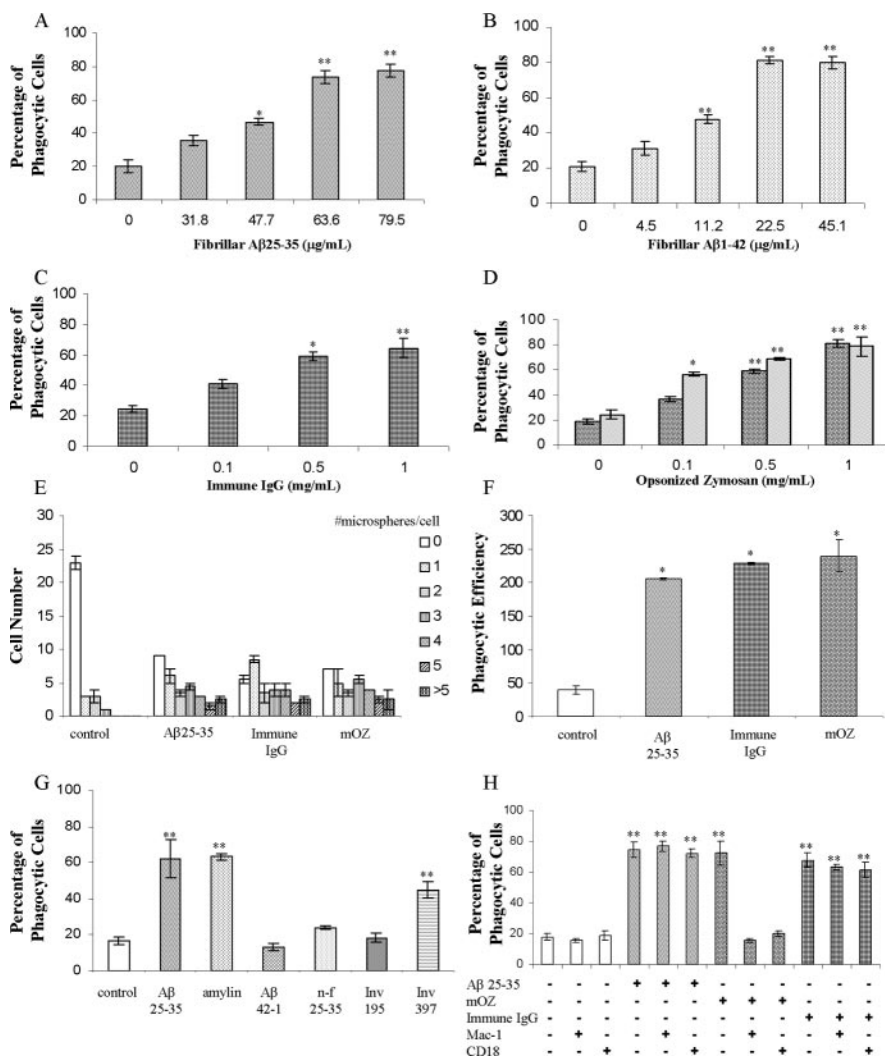 A
Percentage of Phagocytic Cells
100
80
60
40
20
0
*
**
**
0 31.8 47.7 63.6 79.5
Fibrillar Aβ25-35 (μg/mL)
B
Percentage of Phagocytic Cells
100
80
60
40
20
0
**
**
**
0 4.5 11.2 22.5 45.1
Fibrillar Aβ1-42 (μg/mL)
C
Percentage of Phagocytic Cells
100
80
60
40
20
0
*
**
0 0.1 0.5 1
Immune IgG (mg/mL)
D
Percentage of Phagocytic Cells
100
80
60
40
20
0
*
** **
** **
0 0.1 0.5 1
Opsonized Zymosan (mg/mL)
E
Cell Number
30
25
20
15
10
5
0
#microspheres/cell
0
1
2
3
4
5
>5
control Aβ25-35 Immune IgG mOZ
F
Phagocytic Efficiency
300
250
200
150
100
50
0
* * *
control Aβ 25-35 Immune IgG mOZ
G
Percentage of Phagocytic Cells
100
80
60
40
20
0
** ** **
control Aβ 25-35 amylin Aβ 42-1 n-f 25-35 Inv 195 Inv 397
H
Percentage of Phagocytic Cells
100
80
60
40
20
0
** ** ** ** ** ** **
Aβ 25-35 - - - + + + - - - - - -
mOZ - - - - - - + + + - - -
Immune IgG - - - - - - - - - + + +
Mac-1 - + - - + - - + - - + -
CD18 - - + - - + - - + - - +